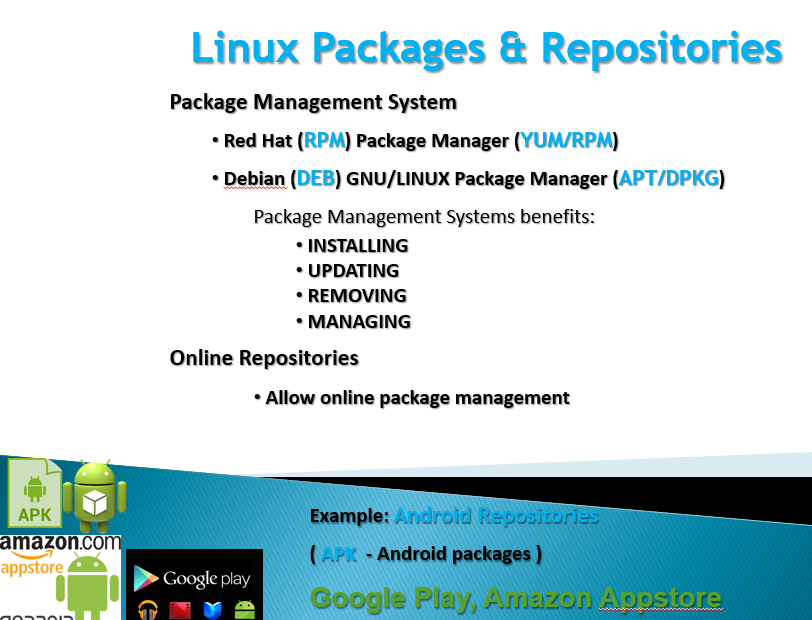 Linux Packages & Repositories
Package Management System
• Red Hat (RPM) Package Manager (YUM/RPM)
• Debian (DEB) GNU/LINUX Package Manager (APT/DPKG)
Package Management Systems benefits:
• INSTALLING
• UPDATING
• REMOVING
• MANAGING
Online Repositories
• Allow online package management
APK
amazon.com
appstore
Google play
Example: Android Repositories
( APK - Android packages )
Google Play, Amazon Appstore